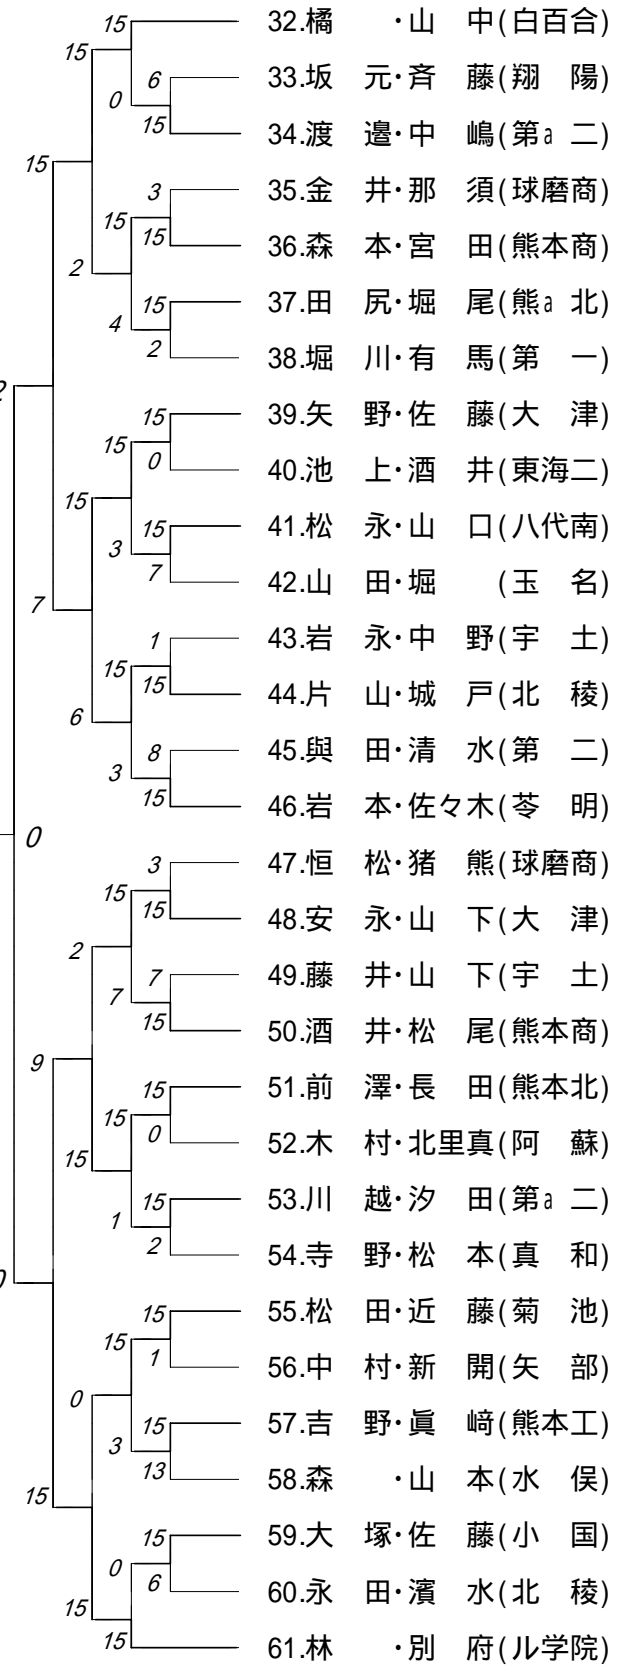 15 32.橘　・山　中(白百合)
15
6 33.坂　元・斉　藤(翔　陽)
0
15 34.渡　邉・中　嶋(第a 二)
15
3 35.金　井・那　須(球磨商)
15
15 36.森　本・宮　田(熊本商)
2
15 37.田　尻・堀　尾(熊a 北)
4
2 38.堀　川・有　馬(第　一)
2
15 39.矢　野・佐　藤(大　津)
15
0 40.池　上・酒　井(東海二)
15
15 41.松　永・山　口(八代南)
3
7 42.山　田・堀　　(玉　名)
7
1 43.岩　永・中　野(宇　土)
15
15 44.片　山・城　戸(北　稜)
6
8 45.與　田・清　水(第　二)
3
15 46.岩　本・佐々木(苓　明)
0
3 47.恒　松・猪　熊(球磨商)
15
15 48.安　永・山　下(大　津)
2
7 49.藤　井・山　下(宇　土)
7
15 50.酒　井・松　尾(熊本商)
9
15 51.前　澤・長　田(熊本北)
15
0 52.木　村・北里真(阿　蘇)
15
15 53.川　越・汐　田(第a 二)
1
2 54.寺　野・松　本(真　和)
0
15 55.松　田・近　藤(菊　池)
15
1 56.中　村・新　開(矢　部)
0
15 57.吉　野・眞　﨑(熊本工)
3
13 58.森　　・山　本(水　俣)
15
15 59.大　塚・佐　藤(小　国)
0
6 60.永　田・濱　水(北　稜)
15
15 61.林　　・別　府(ル学院)